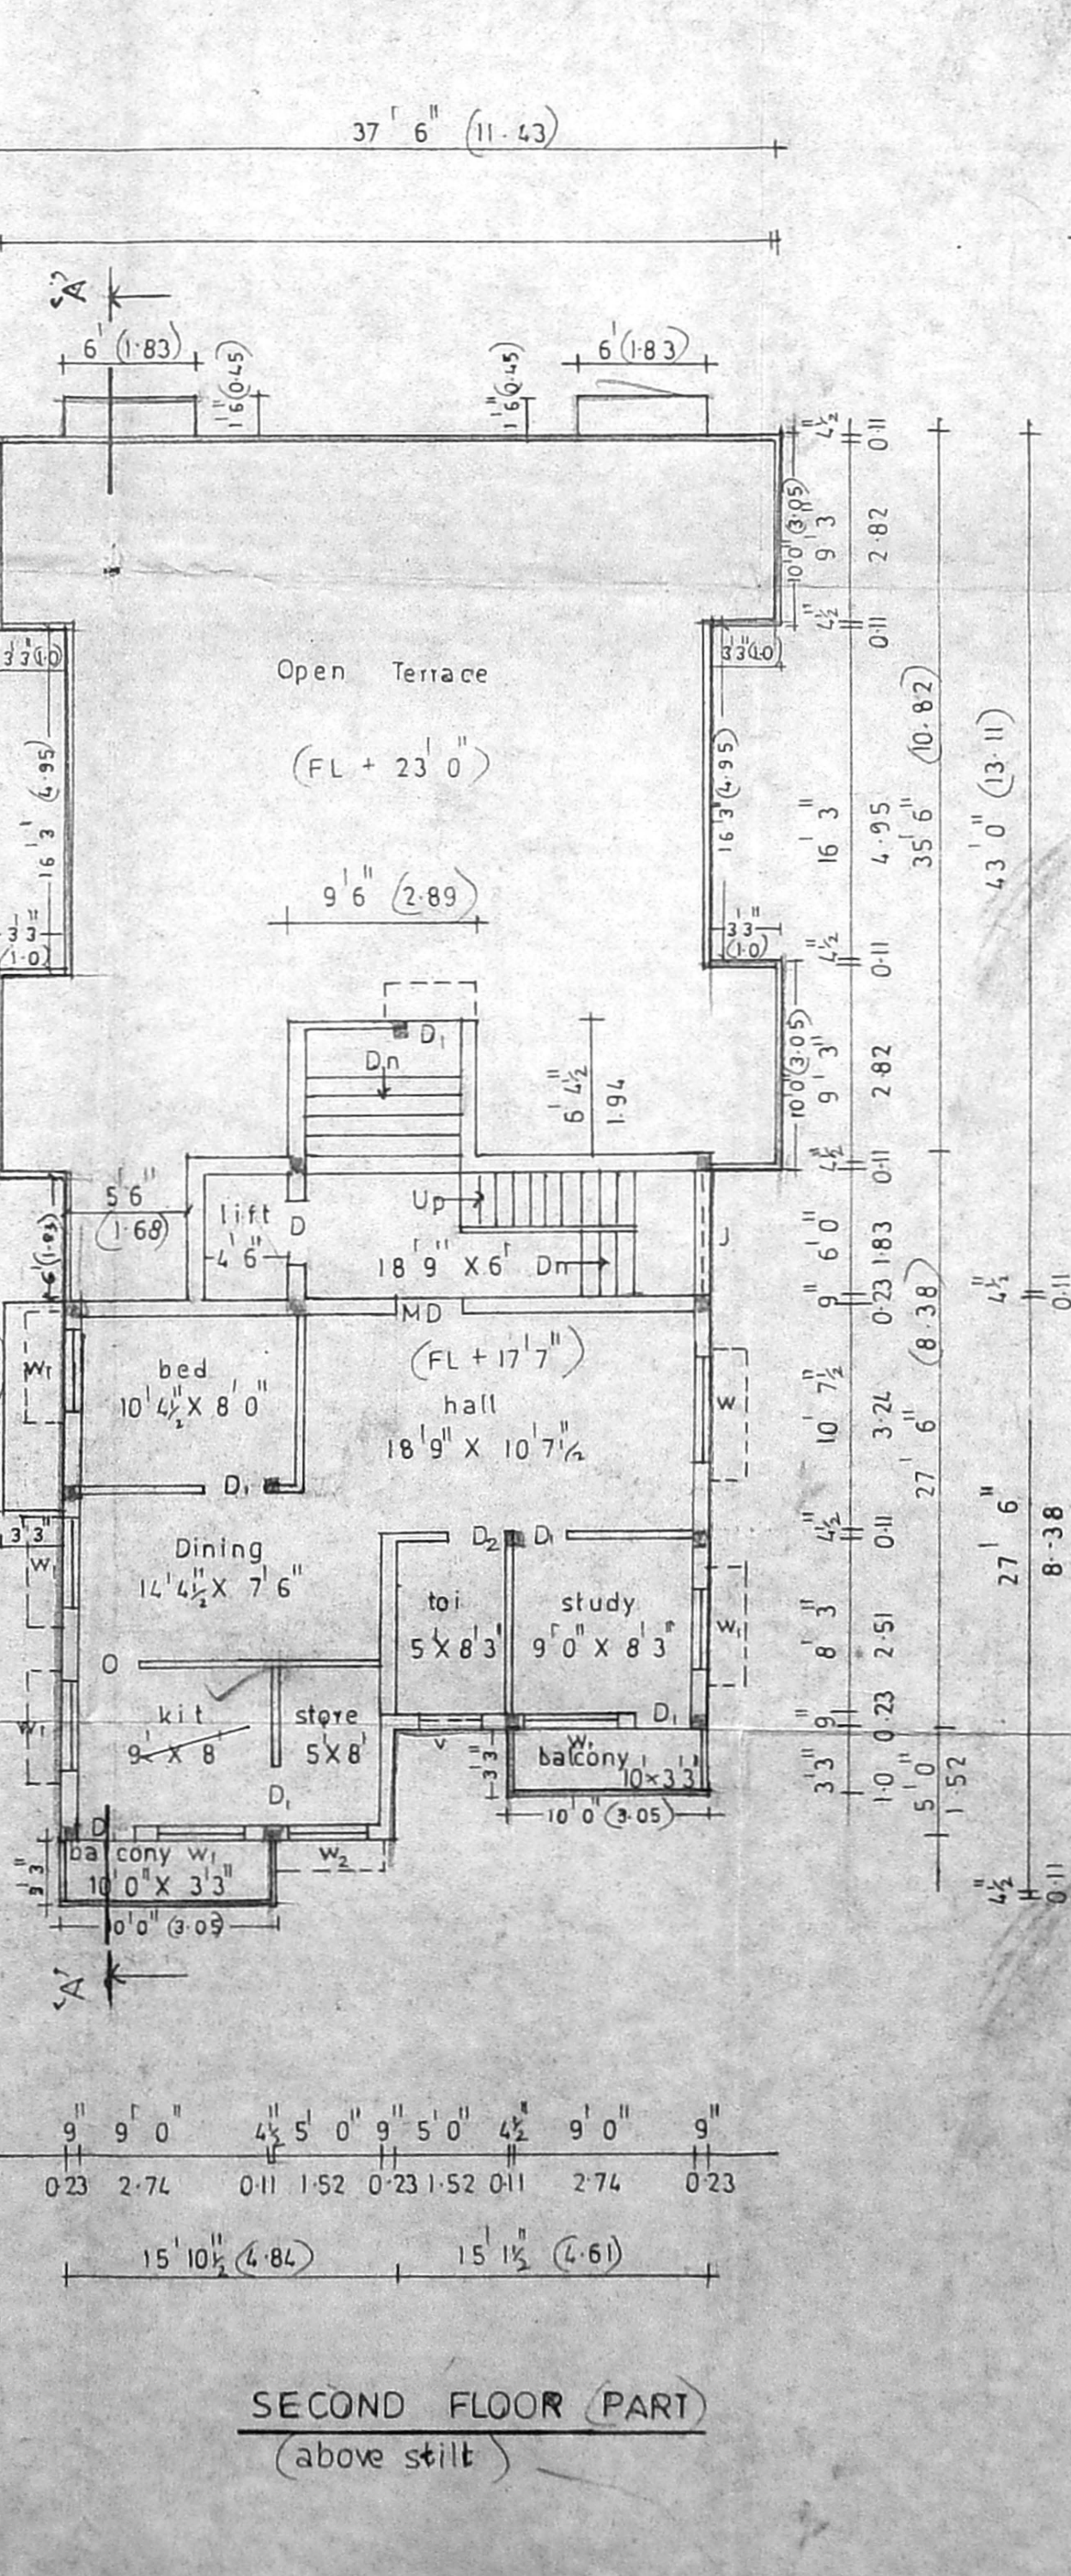 37' 6" (11.43)
"A"
6' (1.83)
1' 6" (0.45)
1' 6" (0.45)
6' (1.83)
4½" 0.11
10'0" (3.05)
9' 3" 2.82
4½" 0.11
3'3" (1.0)
3'3" (1.0)
Open Terrace
(FL + 23' 0")
16' 3" (4.95)
16' 3" (4.95)
16' 3" 4.95
35' 6" (10.82)
43' 0" (13.11)
9' 6" (2.89)
3'3" (1.0)
3'3" (1.0)
4½" 0.11
D1
Dn
6' 4½" 1.94
10'0" (3.05)
9' 3" 2.82
4½" 0.11
5'6" (1.68)
6' (1.83)
lift
4' 6"
D
Up
18' 9" X 6' Dn
J
6' 0" 1.83
9" 0.23
4½" 0.11
MD
(FL + 17' 7")
W1
bed
10' 4½" X 8' 0"
hall
18' 9" X 10' 7½"
W
10' 7½" 3.24
27' 6" (8.38)
D1
4½" 0.11
27' 6" 8.38
3'3"
W1
Dining
14' 4½" X 7' 6"
D2 D1
toi
5' X 8' 3"
study
9' 0" X 8' 3"
W1
8' 3" 2.51
O
W1
kit
9' X 8'
store
5' X 8'
D1
D1
V
W1
9" 0.23
3'3"
balcony
10' x 3'3"
3'3" 1.0
5' 0" 1.52
10' 0" (3.05)
D
balcony W1
10' 0" X 3' 3"
W2
3'3"
10'0" (3.05)
4½" 0.11
"A"
9" 9' 0" 4½" 5' 0" 9" 5' 0" 4½" 9' 0" 9"
0.23 2.74 0.11 1.52 0.23 1.52 0.11 2.74 0.23
15' 10½" (4.84) 15' 1½" (4.61)
SECOND FLOOR (PART)
(above stilt)